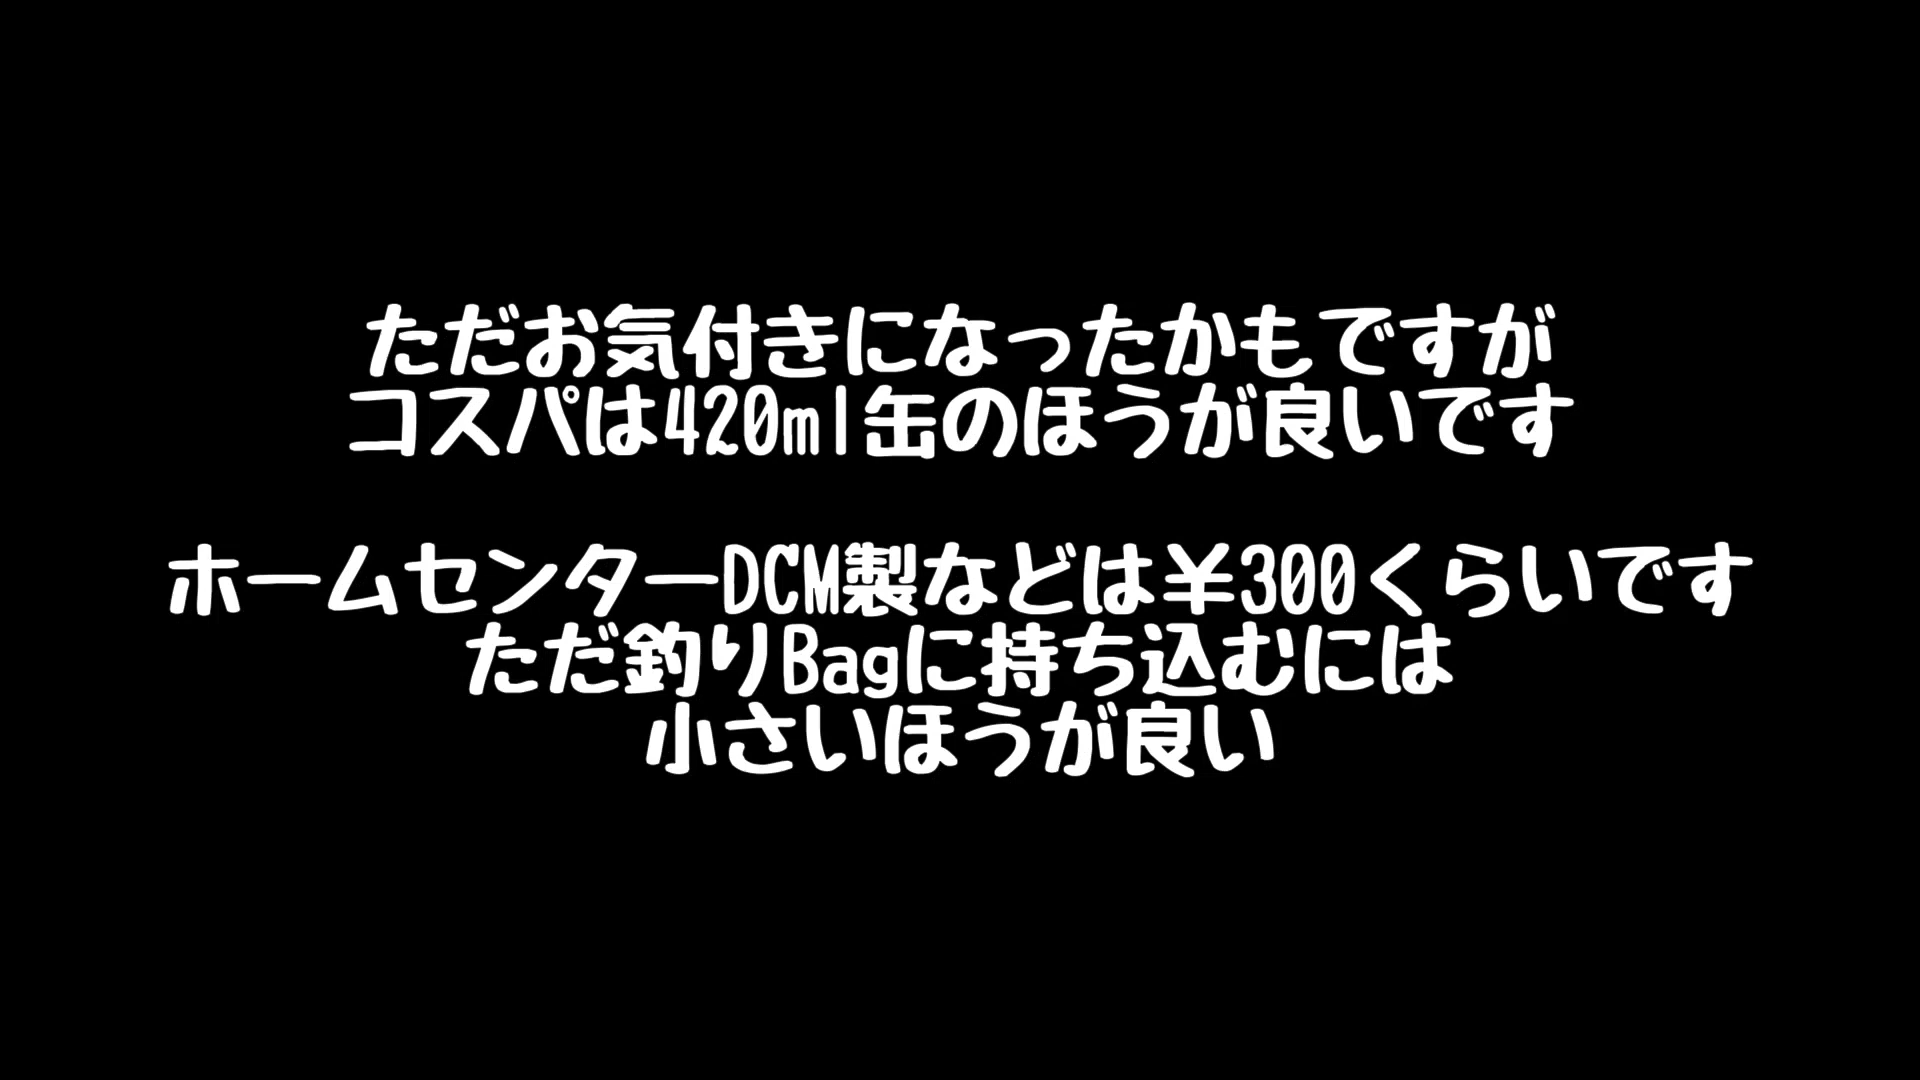 ただお気付きになったかもですが
コスパは420ml缶のほうが良いです
ホームセンターDCM製などは￥300くらいです
ただ釣りBagに持ち込むには
小さいほうが良い